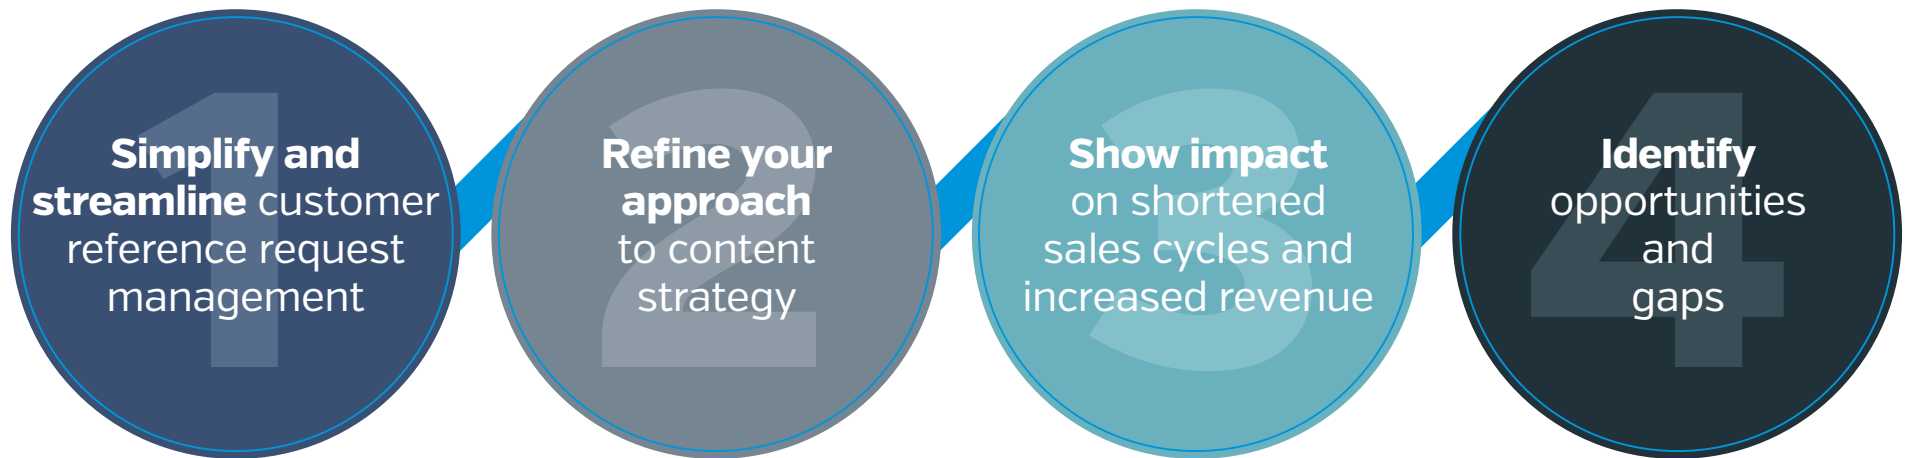 1
Simplify and
streamline customer
reference request
management
2
Refine your
approach
to content
strategy
3
Show impact
on shortened
sales cycles and
increased revenue
4
Identify
opportunities
and
gaps